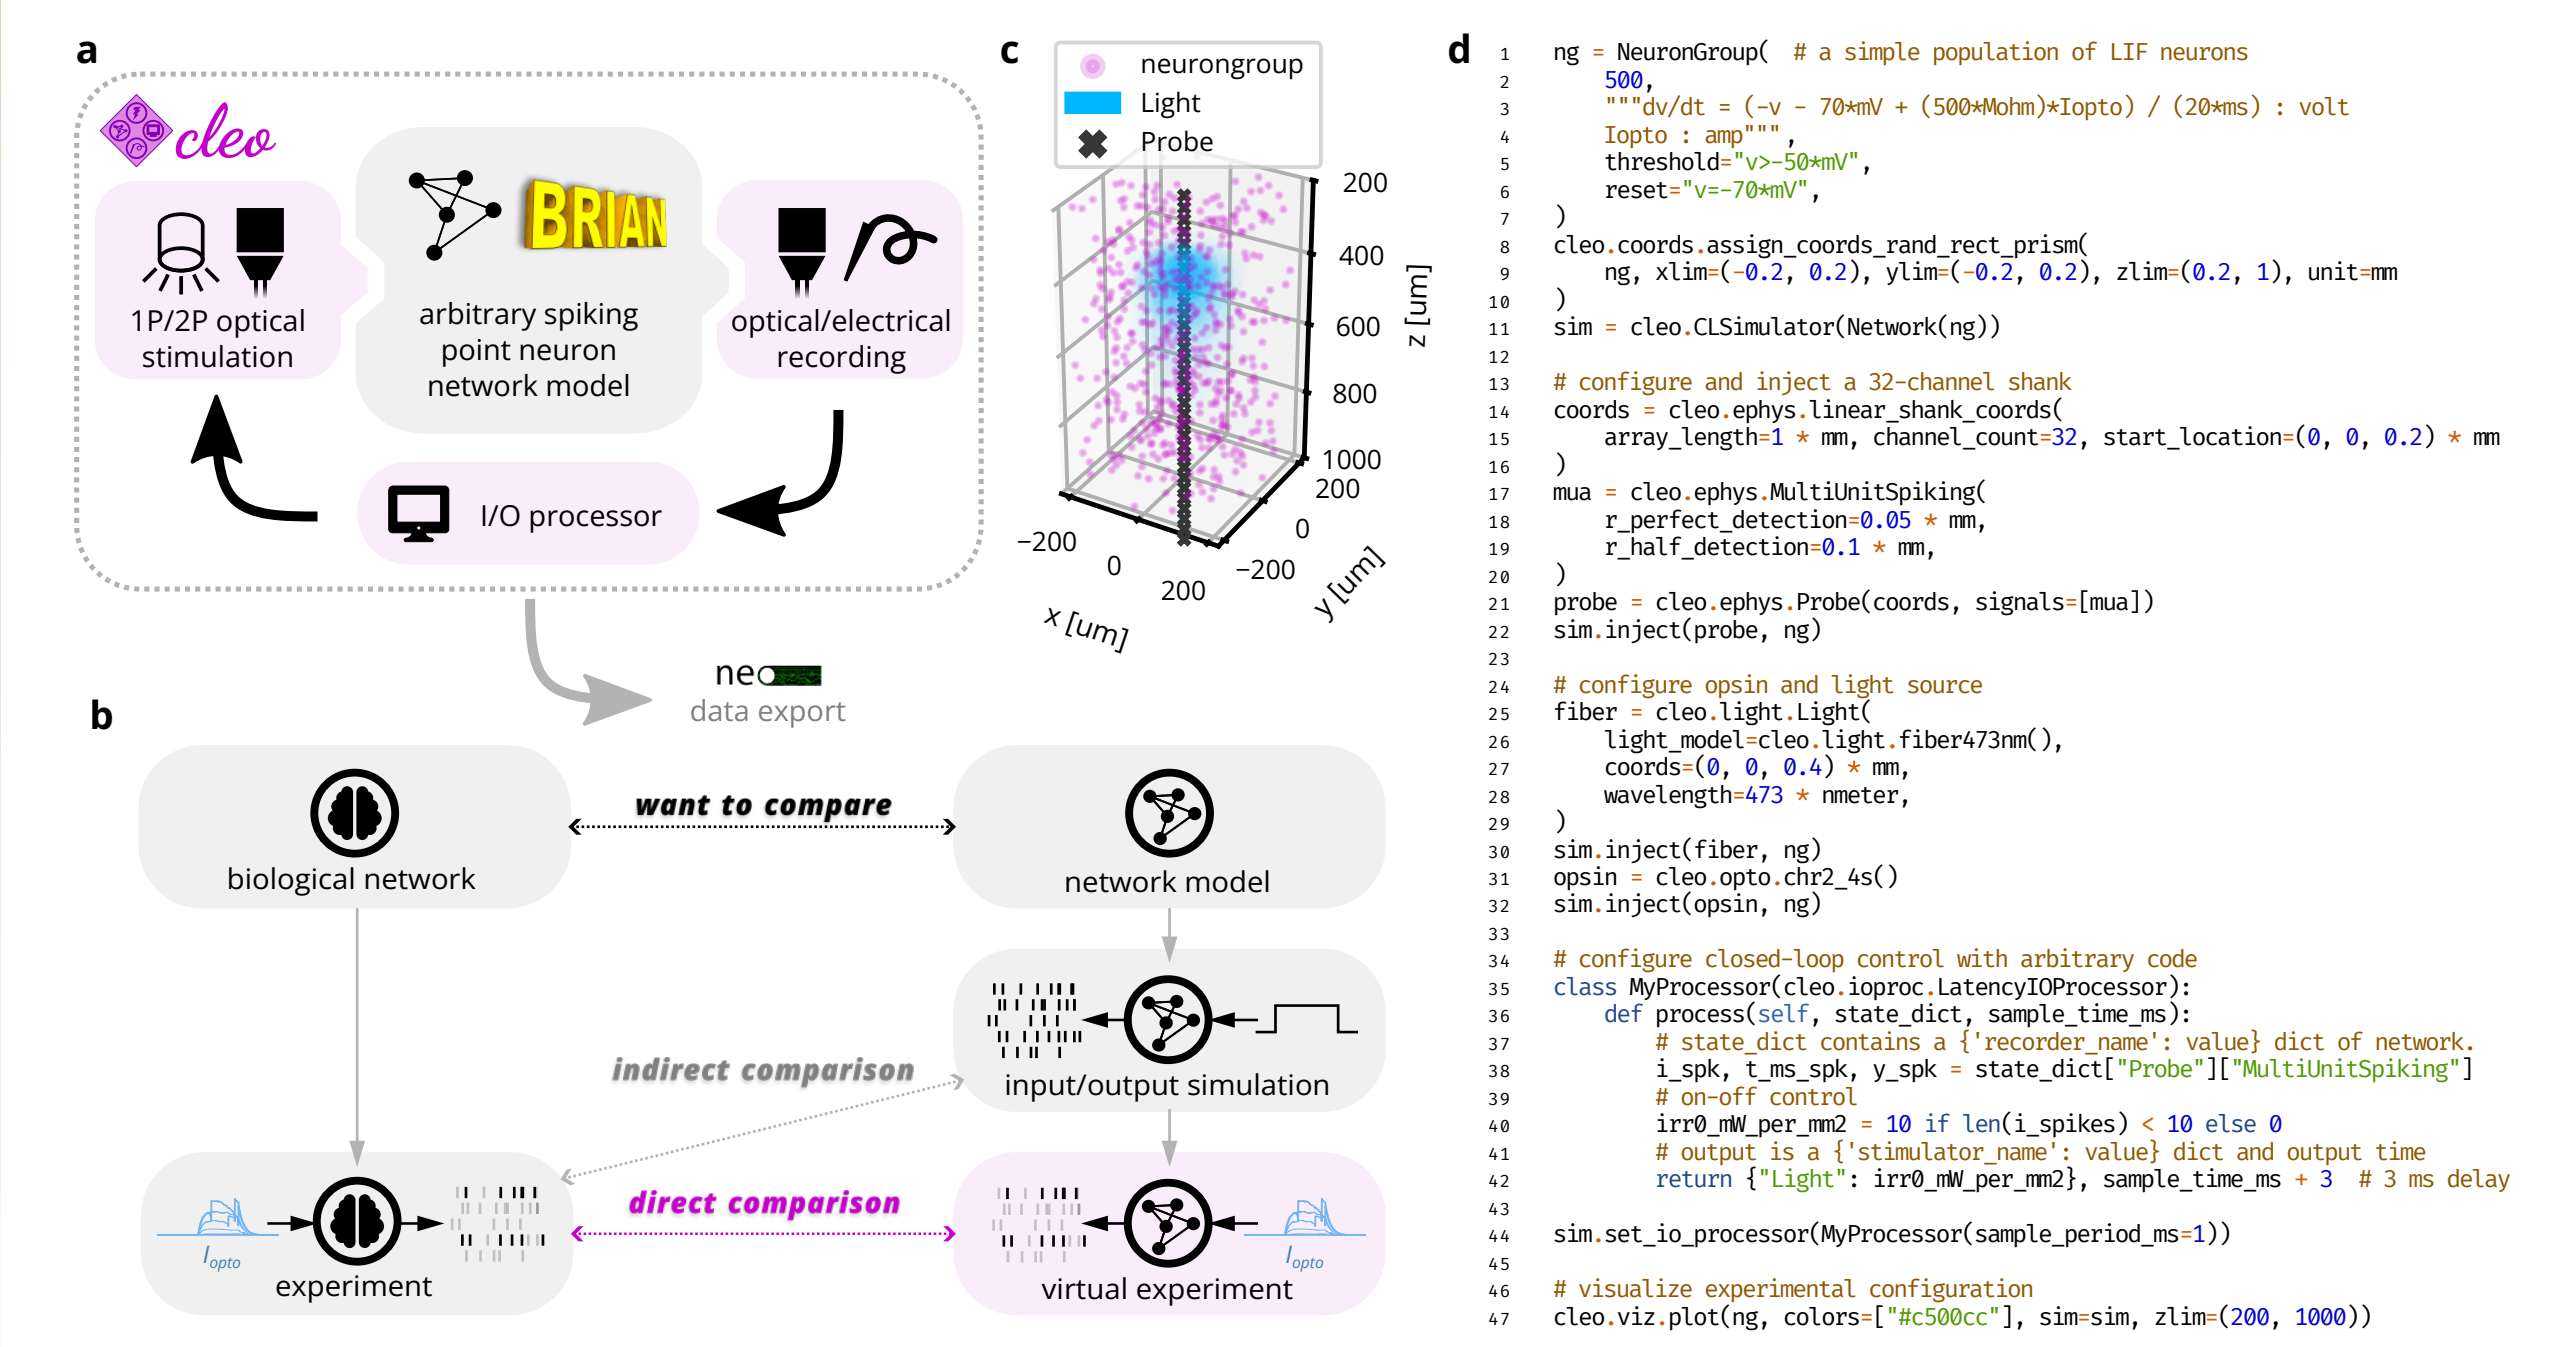 a
cleo
BRIAN
1P/2P optical
stimulation
arbitrary spiking
point neuron
network model
optical/electrical
recording
I/O processor
neo
data export
b
biological network
want to compare
network model
indirect comparison
input/output simulation
direct comparison
Iopto
experiment
Iopto
virtual experiment
c
neurongroup
Light
Probe
200
400
600
800
1000
z [um]
200
0
−200
y [um]
−200
0
200
x [um]
d
1 ng = NeuronGroup(  # a simple population of LIF neurons
2     500,
3     """dv/dt = (-v - 70*mV + (500*Mohm)*Iopto) / (20*ms) : volt
4     Iopto : amp""",
5     threshold="v>-50*mV",
6     reset="v=-70*mV",
7 )
8 cleo.coords.assign_coords_rand_rect_prism(
9     ng, xlim=(-0.2, 0.2), ylim=(-0.2, 0.2), zlim=(0.2, 1), unit=mm
10 )
11 sim = cleo.CLSimulator(Network(ng))
12
13 # configure and inject a 32-channel shank
14 coords = cleo.ephys.linear_shank_coords(
15     array_length=1 * mm, channel_count=32, start_location=(0, 0, 0.2) * mm
16 )
17 mua = cleo.ephys.MultiUnitSpiking(
18     r_perfect_detection=0.05 * mm,
19     r_half_detection=0.1 * mm,
20 )
21 probe = cleo.ephys.Probe(coords, signals=[mua])
22 sim.inject(probe, ng)
23
24 # configure opsin and light source
25 fiber = cleo.light.Light(
26     light_model=cleo.light.fiber473nm(),
27     coords=(0, 0, 0.4) * mm,
28     wavelength=473 * nmeter,
29 )
30 sim.inject(fiber, ng)
31 opsin = cleo.opto.chr2_4s()
32 sim.inject(opsin, ng)
33
34 # configure closed-loop control with arbitrary code
35 class MyProcessor(cleo.ioproc.LatencyIOProcessor):
36     def process(self, state_dict, sample_time_ms):
37         # state_dict contains a {'recorder_name': value} dict of network.
38         i_spk, t_ms_spk, y_spk = state_dict["Probe"]["MultiUnitSpiking"]
39         # on-off control
40         irr0_mW_per_mm2 = 10 if len(i_spikes) < 10 else 0
41         # output is a {'stimulator_name': value} dict and output time
42         return {"Light": irr0_mW_per_mm2}, sample_time_ms + 3  # 3 ms delay
43
44 sim.set_io_processor(MyProcessor(sample_period_ms=1))
45
46 # visualize experimental configuration
47 cleo.viz.plot(ng, colors=["#c500cc"], sim=sim, zlim=(200, 1000))